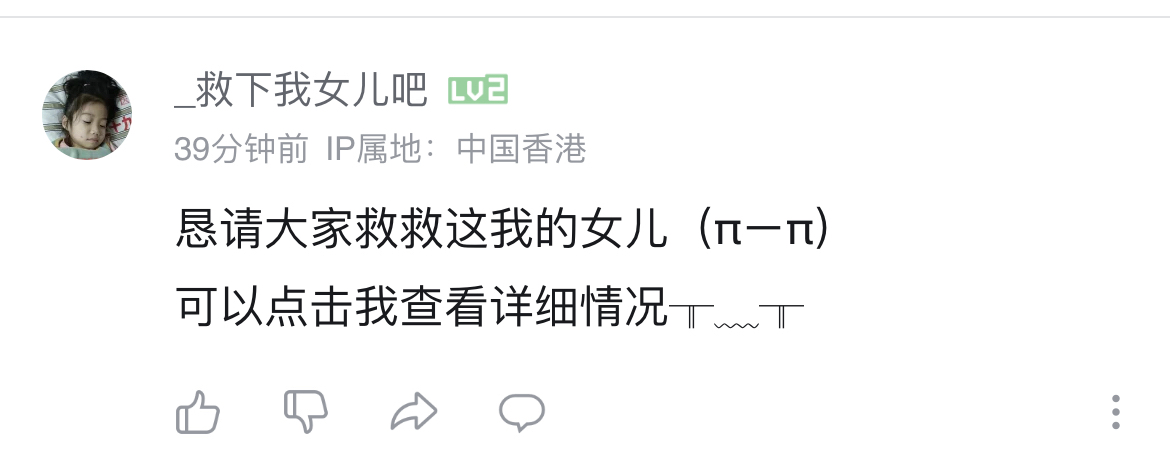 _救下我女儿吧 LV2
39分钟前 IP属地：中国香港
恳请大家救救这我的女儿（π—π）
可以点击我查看详细情况╥﹏╥